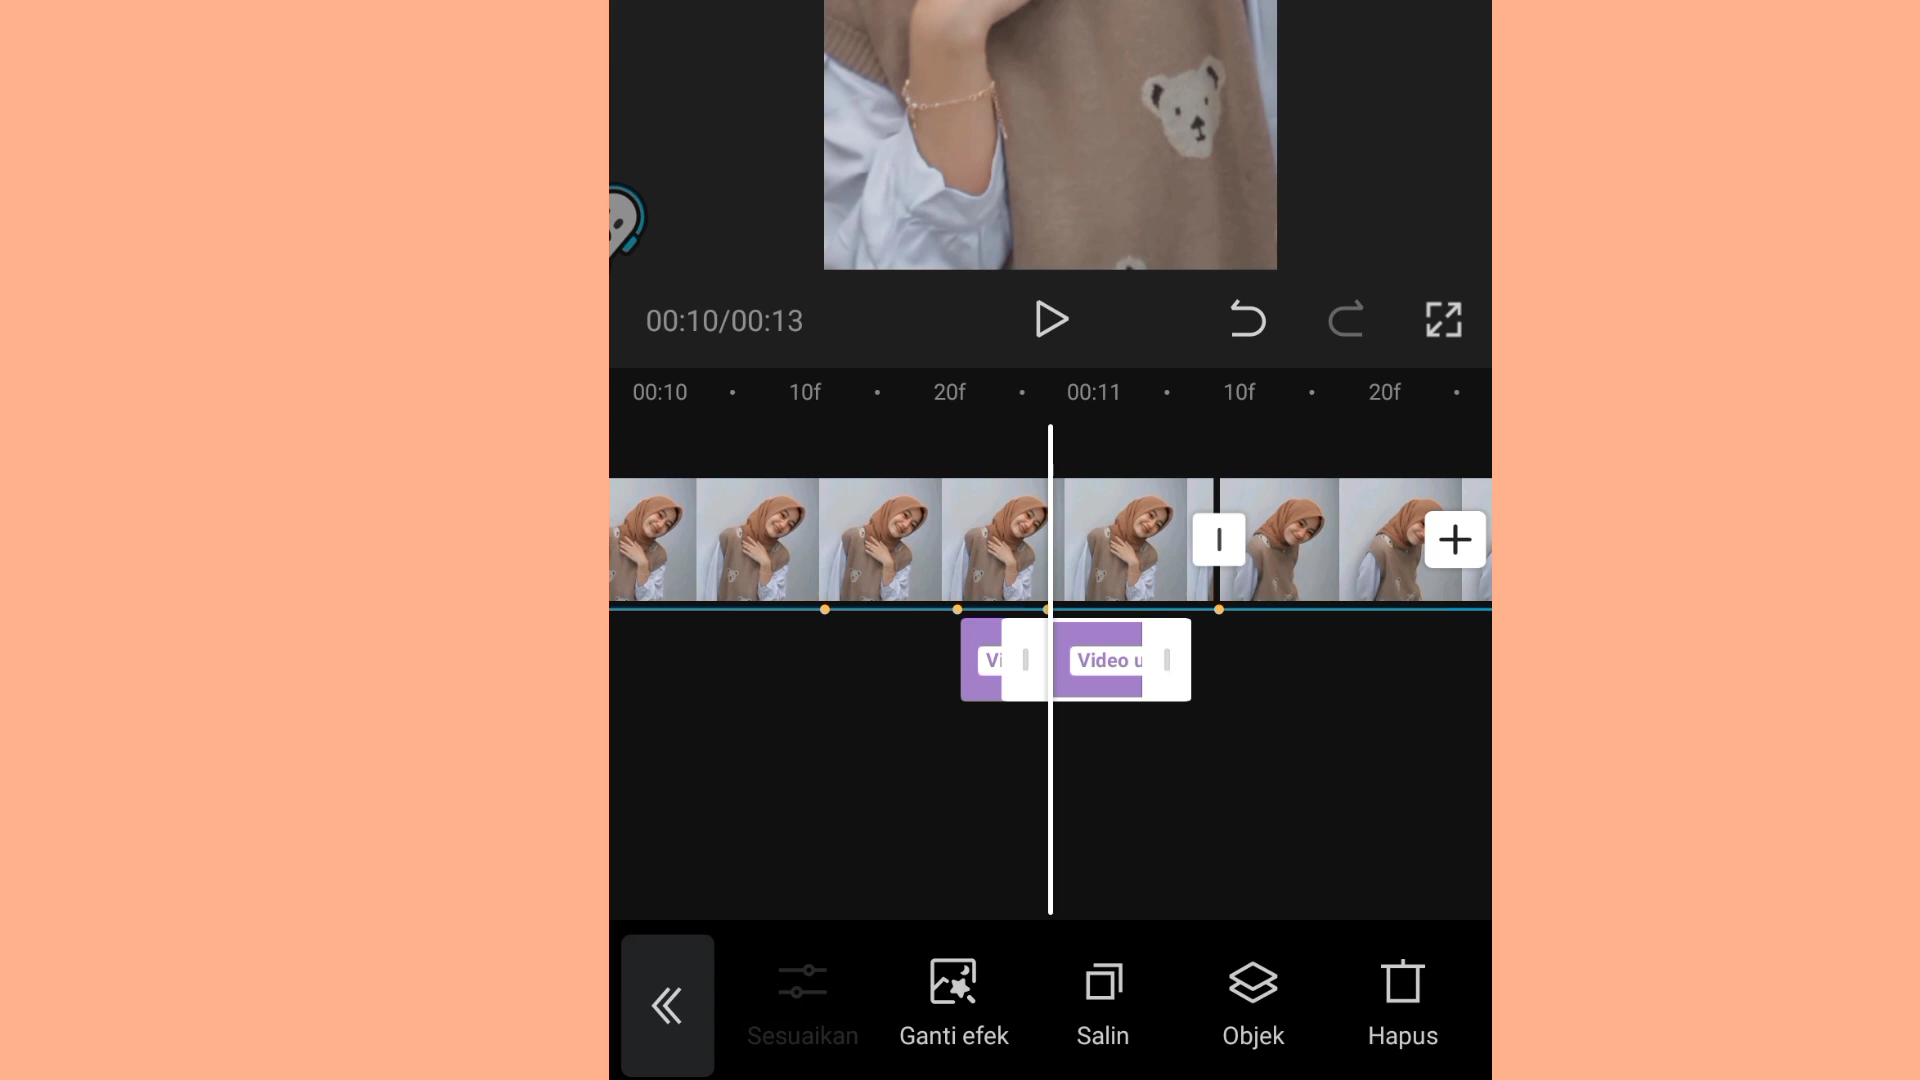 00:10/00:13
00:10 10f 20f 00:11 10f 20f
Video u
Sesuaikan Ganti efek Salin Objek Hapus